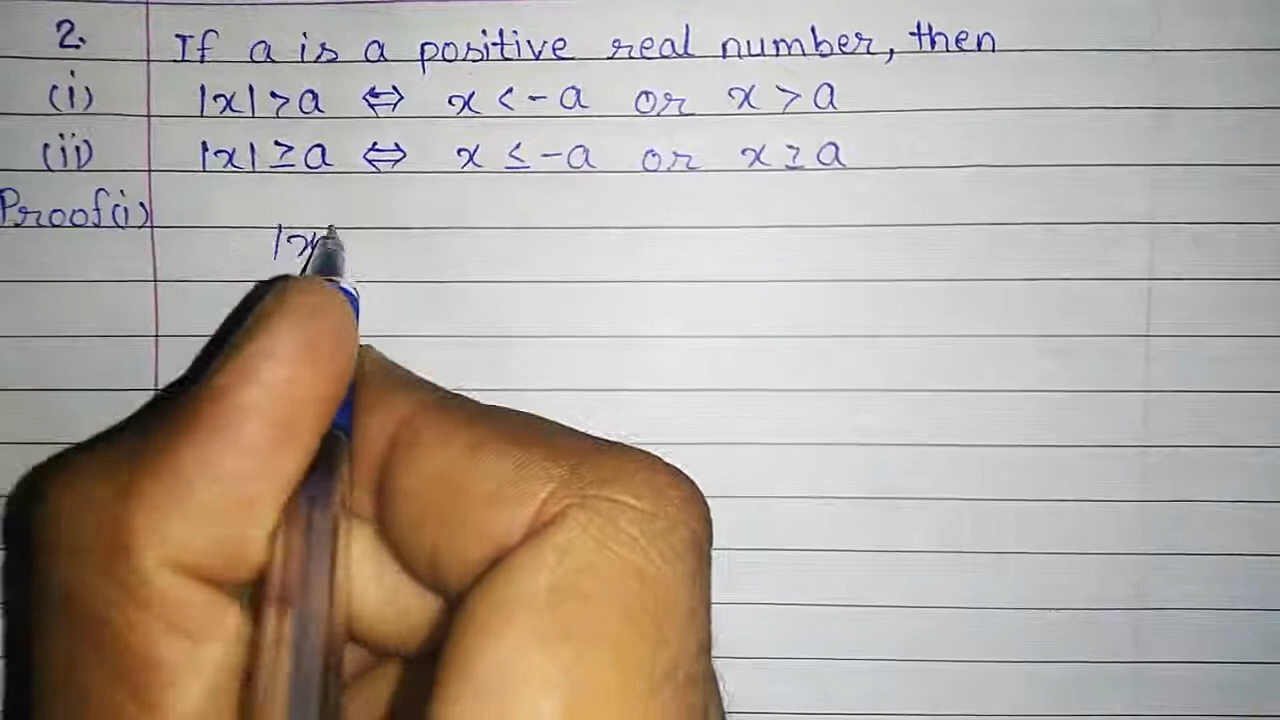 2. If a is a positive real number, then
(i) |x| > a ⇔ x < -a or x > a
(ii) |x| ≥ a ⇔ x ≤ -a or x ≥ a
Proof(i)
|x